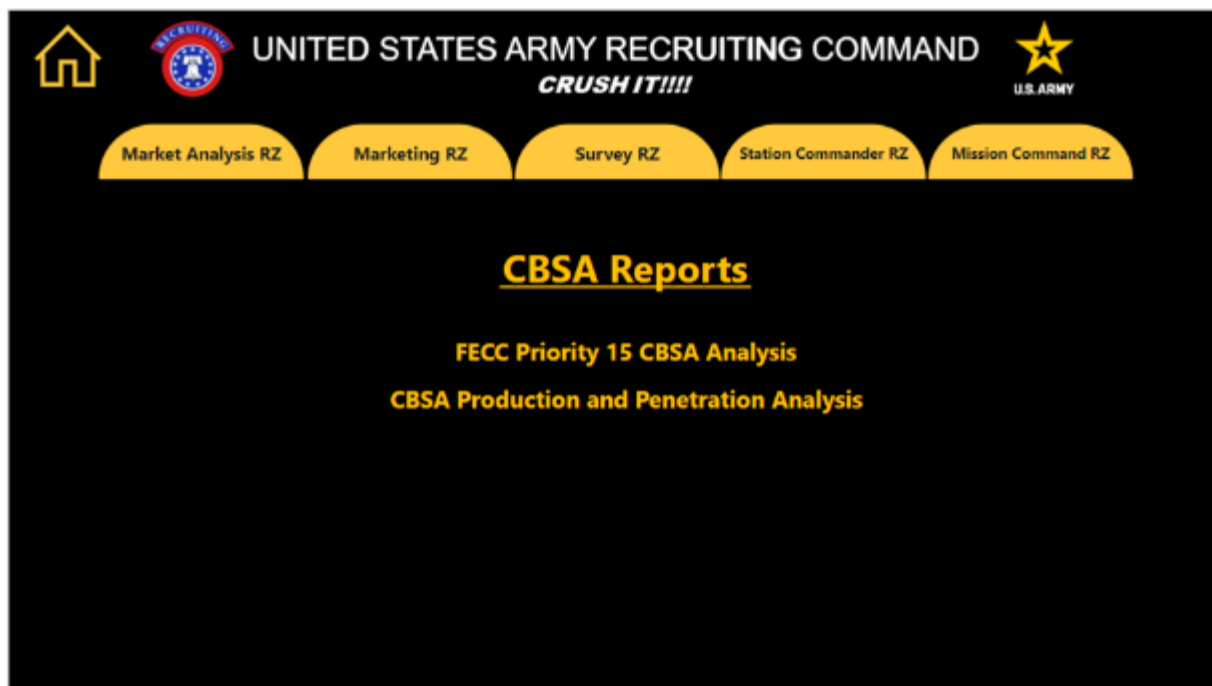 RECRUITING
UNITED STATES ARMY RECRUITING COMMAND
CRUSH IT!!!!
U.S. ARMY
Market Analysis RZ
Marketing RZ
Survey RZ
Station Commander RZ
Mission Command RZ
CBSA Reports
FECC Priority 15 CBSA Analysis
CBSA Production and Penetration Analysis